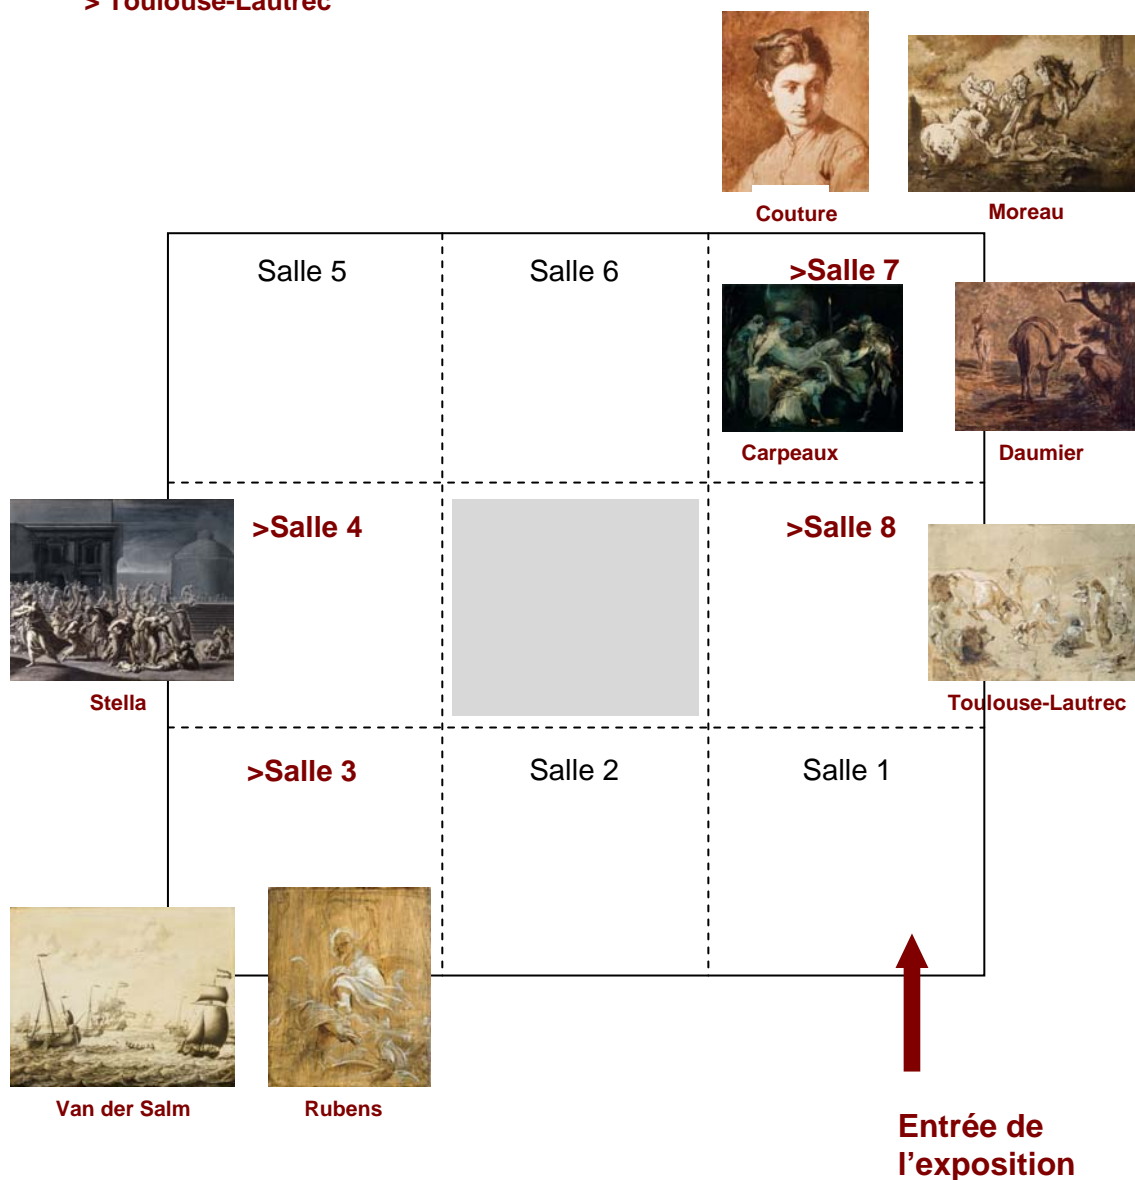 > Toulouse-Lautrec
Couture
Moreau
Salle 5
Salle 6
>Salle 7
Carpeaux
Daumier
>Salle 4
>Salle 8
Stella
Toulouse-Lautrec
>Salle 3
Salle 2
Salle 1
Van der Salm
Rubens
Entrée de
l’exposition